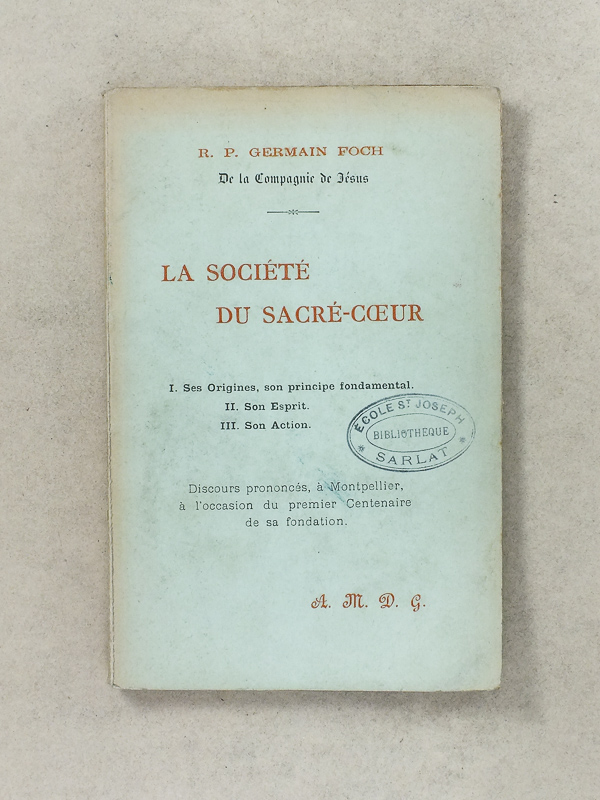 R. P. GERMAIN FOCH
De la Compagnie de Jésus
LA SOCIÉTÉ
DU SACRÉ-CŒUR
I. Ses Origines, son principe fondamental.
II. Son Esprit.
III. Son Action.
ÉCOLE ST JOSEPH
BIBLIOTHEQUE
* SARLAT *
Discours prononcés, à Montpellier,
à l'occasion du premier Centenaire
de sa fondation.
A. M. D. G.